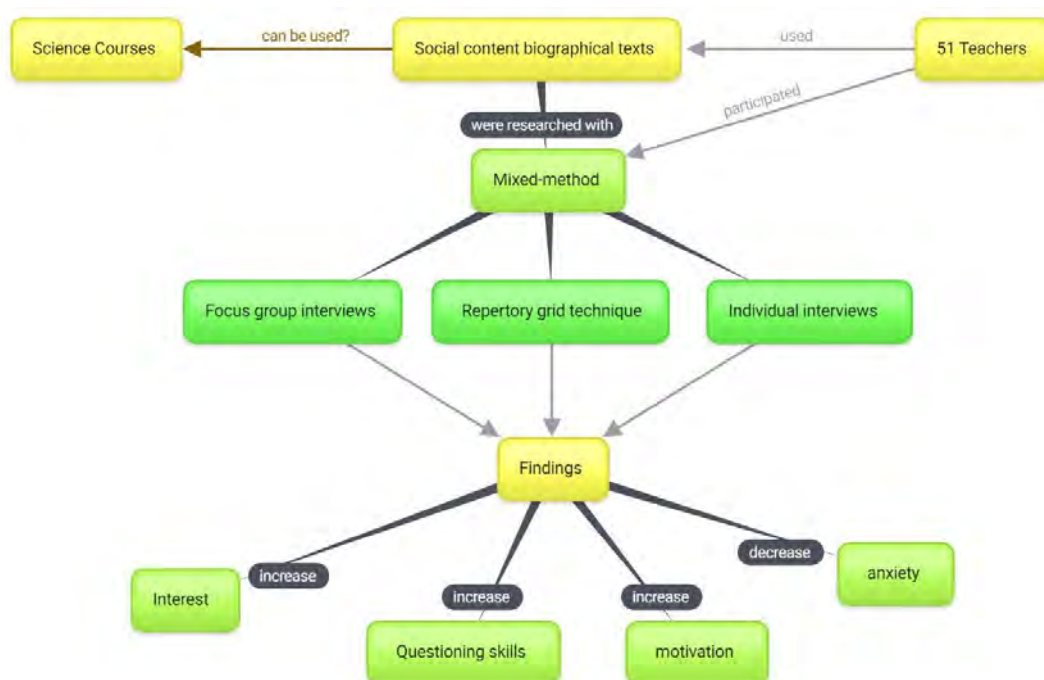 Science Courses
can be used?
Social content biographical texts
used
51 Teachers
participated
were researched with
Mixed-method
Focus group interviews
Repertory grid technique
Individual interviews
Findings
increase
Interest
increase
Questioning skills
increase
motivation
decrease
anxiety